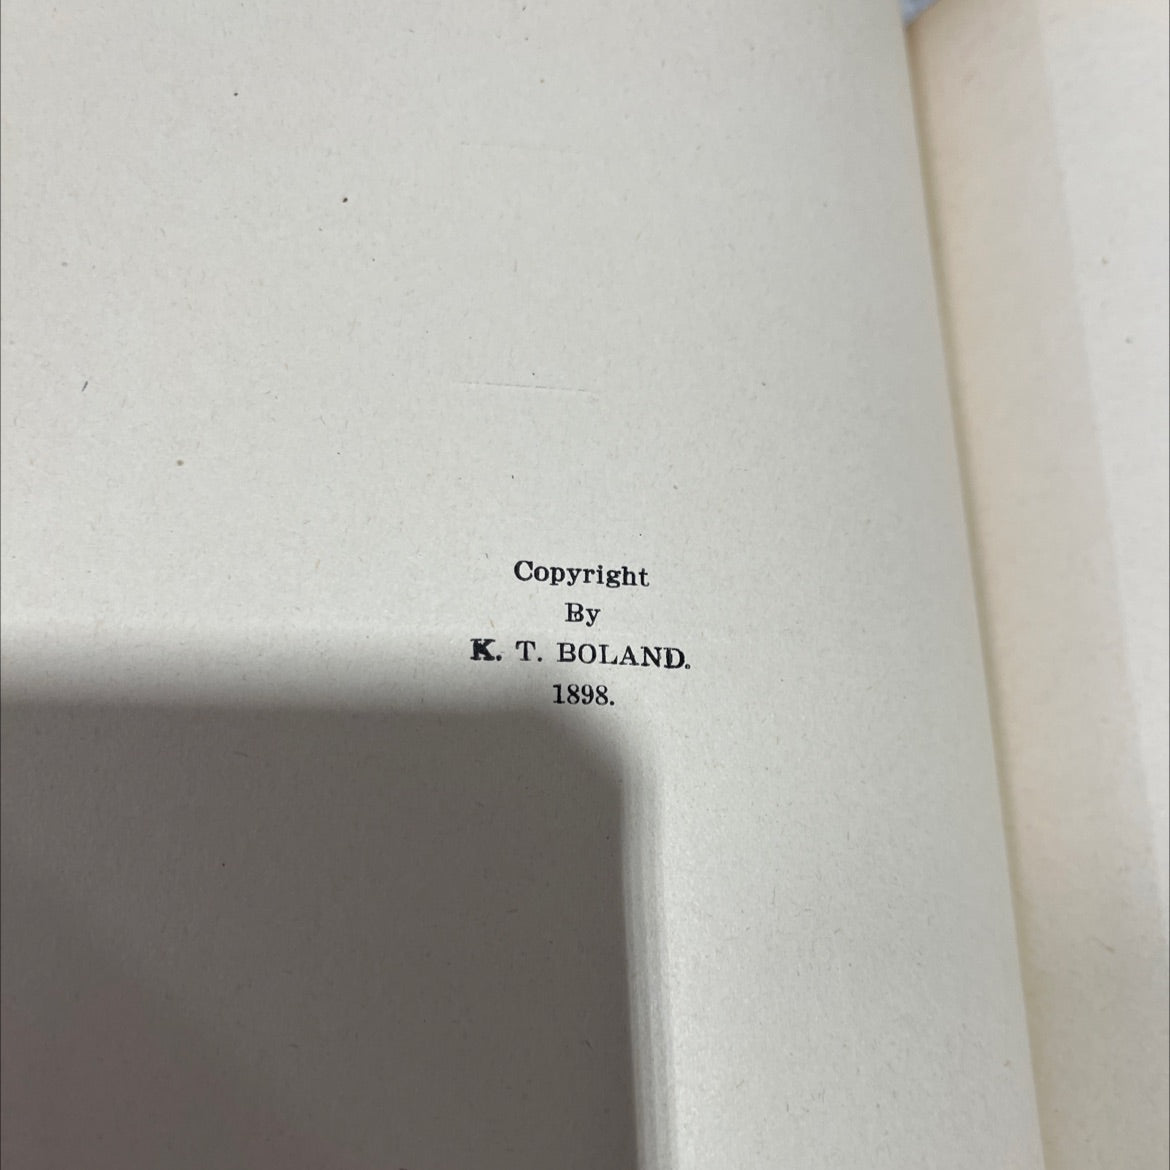 Copyright
By
K. T. BOLAND.
1898.